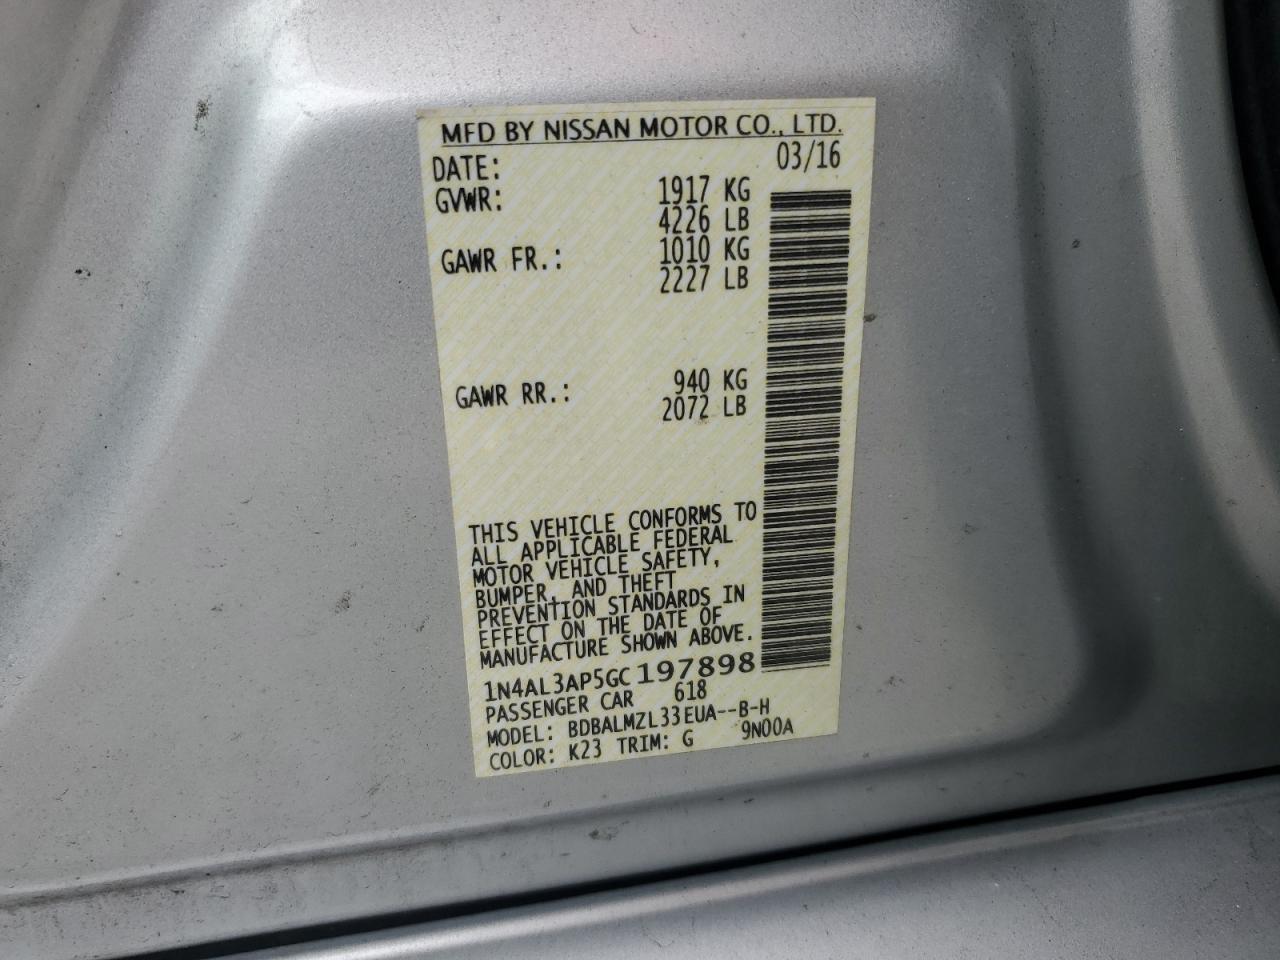 MFD BY NISSAN MOTOR CO., LTD.
DATE: 03/16
GVWR: 1917 KG
4226 LB
GAWR FR.: 1010 KG
2227 LB
GAWR RR.: 940 KG
2072 LB
THIS VEHICLE CONFORMS TO
ALL APPLICABLE FEDERAL
MOTOR VEHICLE SAFETY,
BUMPER, AND THEFT
PREVENTION STANDARDS IN
EFFECT ON THE DATE OF
MANUFACTURE SHOWN ABOVE.
1N4AL3AP5GC197898
PASSENGER CAR 618
MODEL: BDBALMZL33EUA--B-H
COLOR: K23 TRIM: G 9N00A